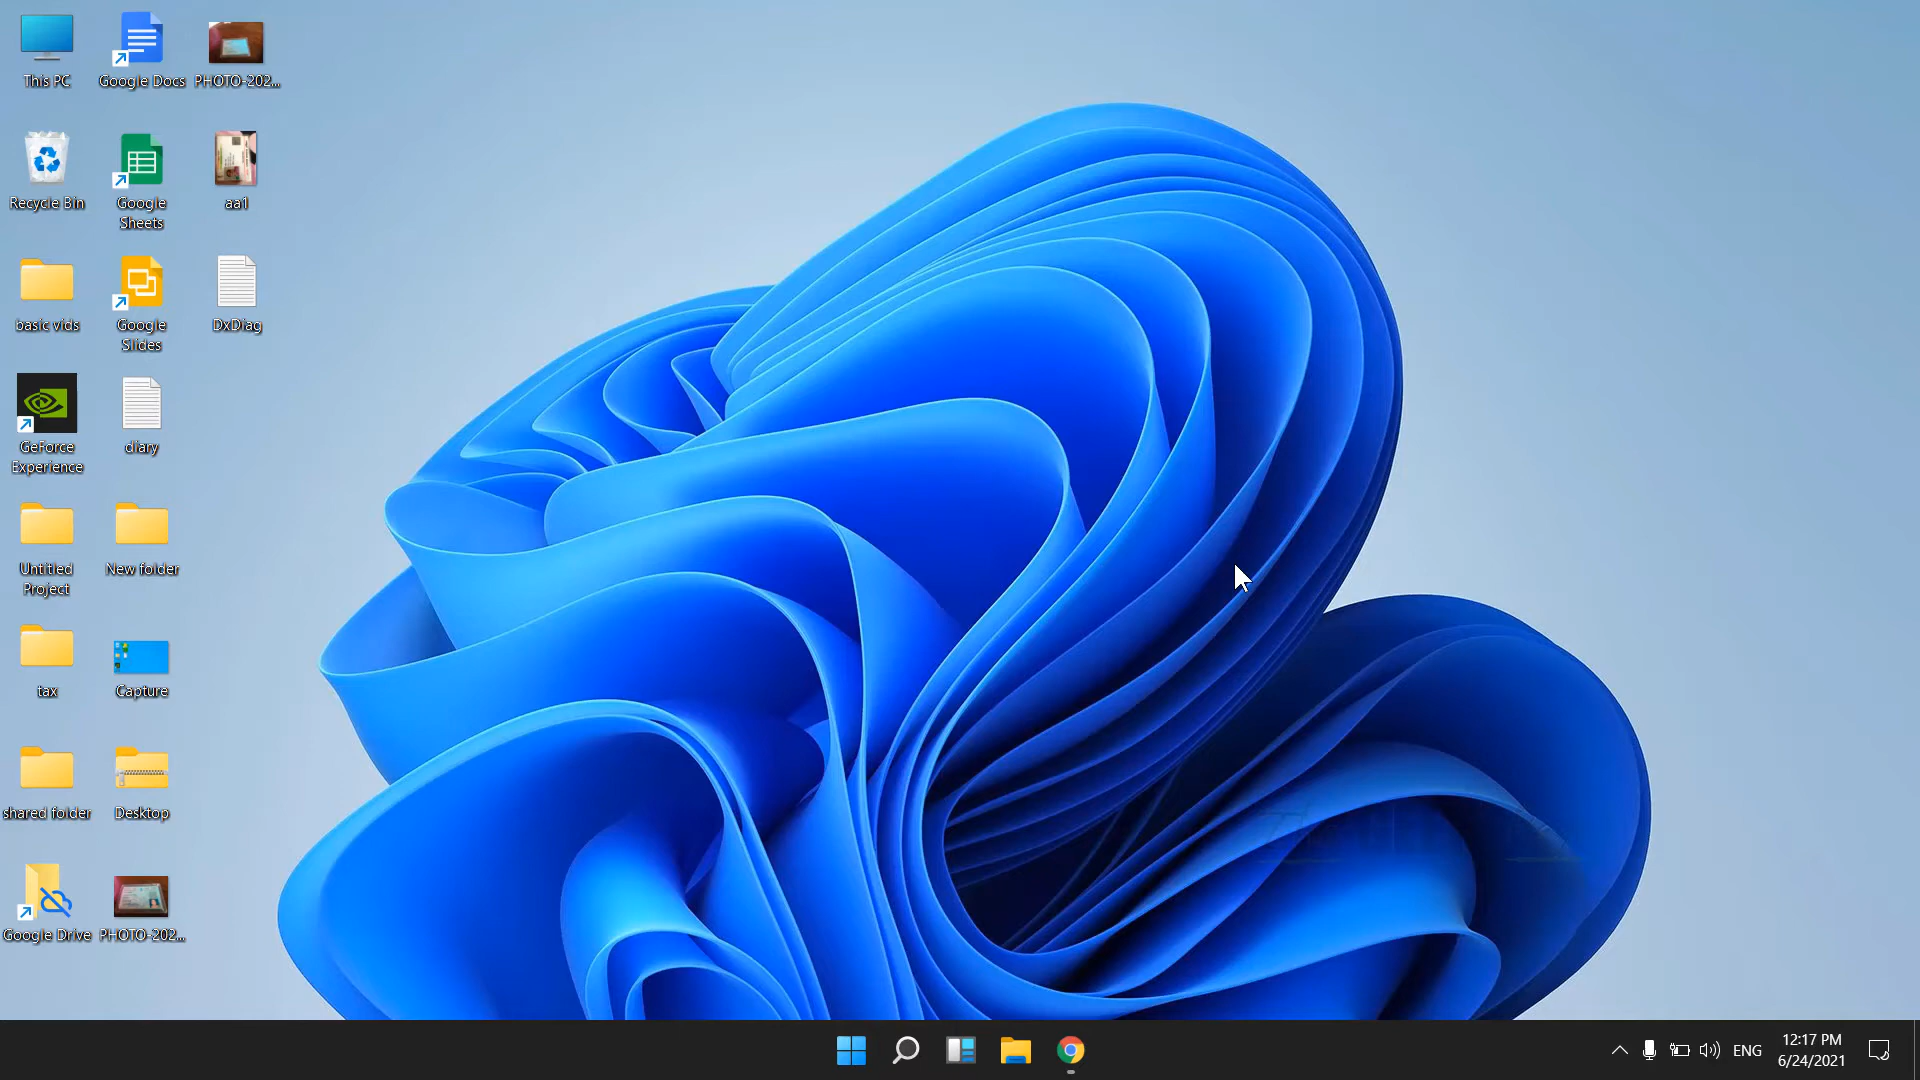 This PC
Google Docs
PHOTO-202...
Recycle Bin
Google
Sheets
aa1
basic vids
Google
Slides
DxDiag
GeForce
Experience
diary
Untitled
Project
New folder
tax
Capture
shared folder
Desktop
Google Drive
PHOTO-202...
ENG
12:17 PM
6/24/2021